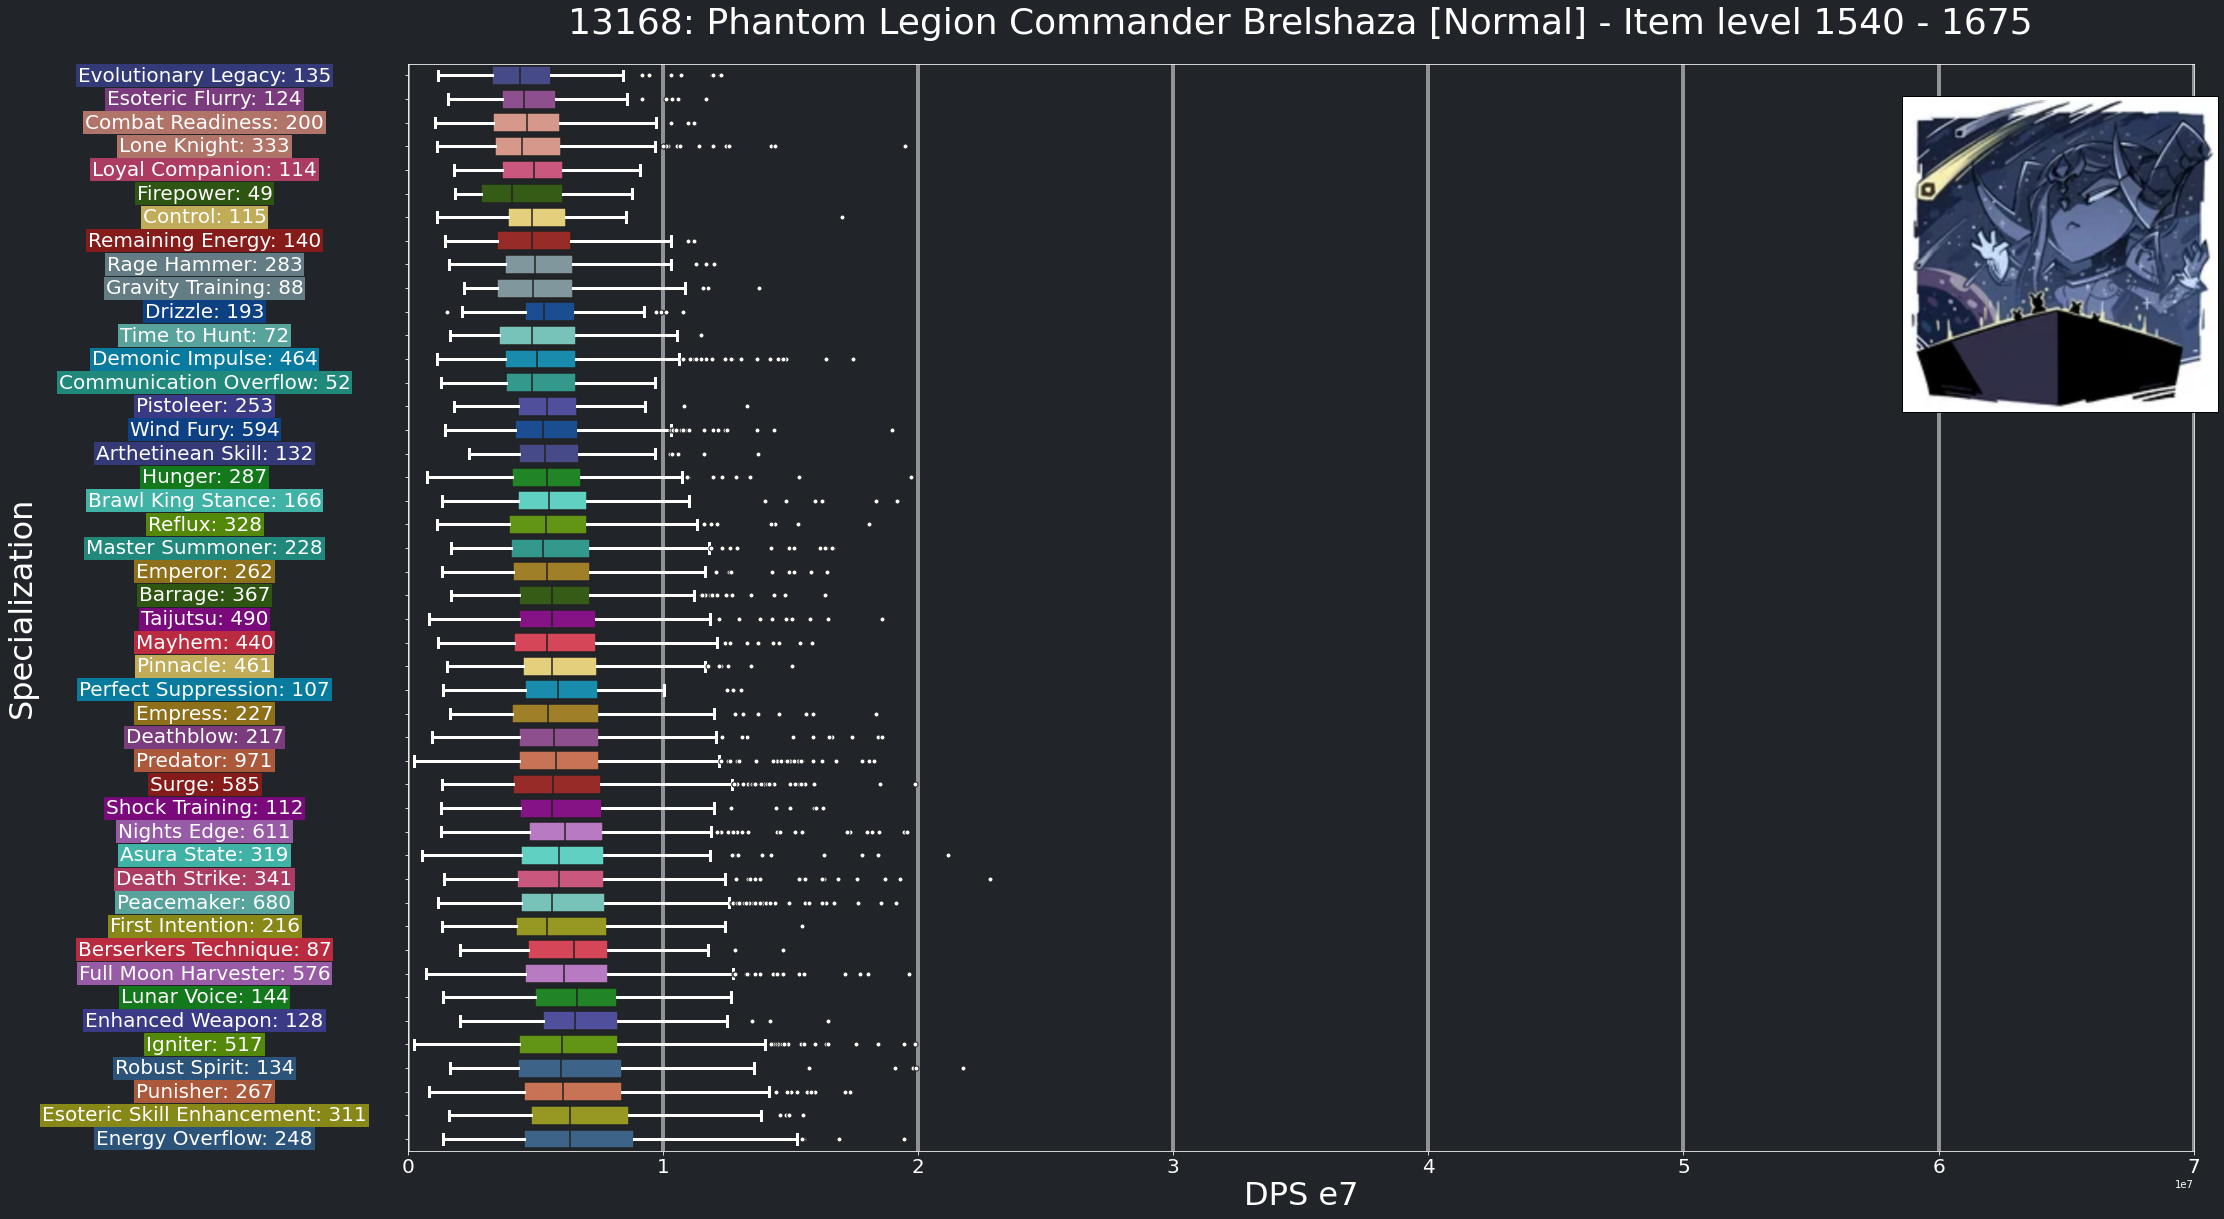 13168: Phantom Legion Commander Brelshaza [Normal] - Item level 1540 - 1675
Evolutionary Legacy: 135
Esoteric Flurry: 124
Combat Readiness: 200
Lone Knight: 333
Loyal Companion: 114
Firepower: 49
Control: 115
Remaining Energy: 140
Rage Hammer: 283
Gravity Training: 88
Drizzle: 193
Time to Hunt: 72
Demonic Impulse: 464
Communication Overflow: 52
Pistoleer: 253
Wind Fury: 594
Arthetinean Skill: 132
Hunger: 287
Brawl King Stance: 166
Reflux: 328
Master Summoner: 228
Emperor: 262
Barrage: 367
Taijutsu: 490
Mayhem: 440
Pinnacle: 461
Perfect Suppression: 107
Empress: 227
Deathblow: 217
Predator: 971
Surge: 585
Shock Training: 112
Nights Edge: 611
Asura State: 319
Death Strike: 341
Peacemaker: 680
First Intention: 216
Berserkers Technique: 87
Full Moon Harvester: 576
Lunar Voice: 144
Enhanced Weapon: 128
Igniter: 517
Robust Spirit: 134
Punisher: 267
Esoteric Skill Enhancement: 311
Energy Overflow: 248
Specialization
0 1 2 3 4 5 6 7
1e7
DPS e7